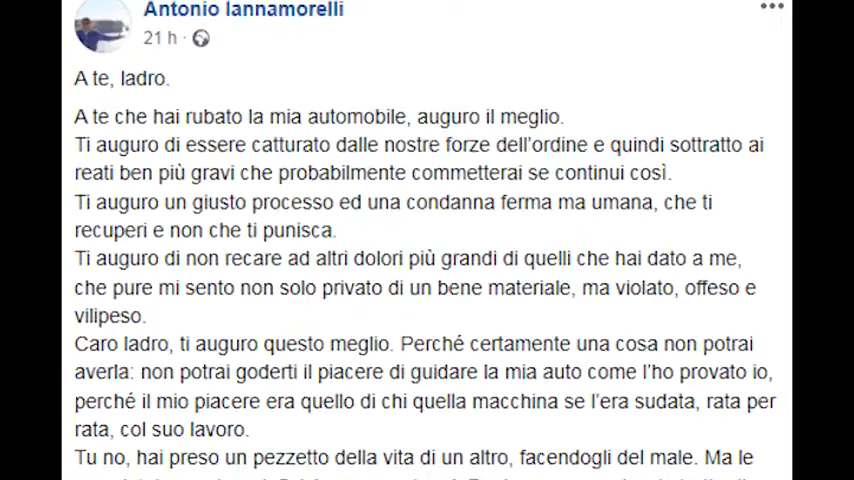 Antonio Iannamorelli
21 h ·
A te, ladro.
A te che hai rubato la mia automobile, auguro il meglio.
Ti auguro di essere catturato dalle nostre forze dell’ordine e quindi sottratto ai
reati ben più gravi che probabilmente commetterai se continui così.
Ti auguro un giusto processo ed una condanna ferma ma umana, che ti
recuperi e non che ti punisca.
Ti auguro di non recare ad altri dolori più grandi di quelli che hai dato a me,
che pure mi sento non solo privato di un bene materiale, ma violato, offeso e
vilipeso.
Caro ladro, ti auguro questo meglio. Perché certamente una cosa non potrai
averla: non potrai goderti il piacere di guidare la mia auto come l’ho provato io,
perché il mio piacere era quello di chi quella macchina se l’era sudata, rata per
rata, col suo lavoro.
Tu no, hai preso un pezzetto della vita di un altro, facendogli del male. Ma le